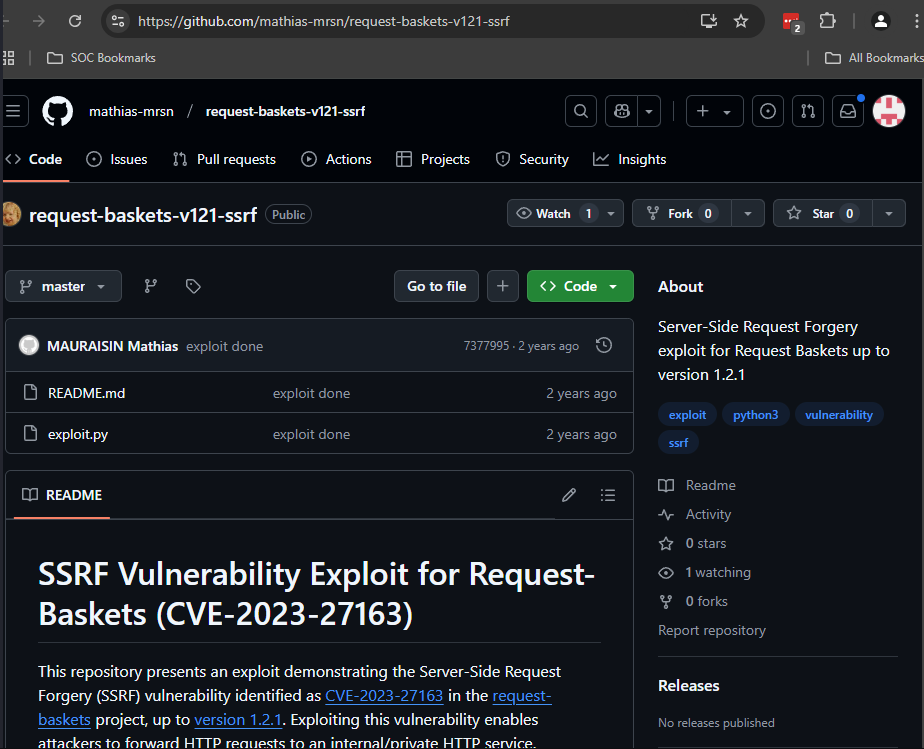 https://github.com/mathias-mrsn/request-baskets-v121-ssrf
2
SOC Bookmarks
All Bookmarks
mathias-mrsn / request-baskets-v121-ssrf
Code Issues Pull requests Actions Projects Security Insights
request-baskets-v121-ssrf Public
Watch 1 Fork 0 Star 0
master Go to file Code
About
Server-Side Request Forgery
exploit for Request Baskets up to
version 1.2.1
exploit python3 vulnerability
ssrf
MAURAISIN Mathias exploit done 7377995 · 2 years ago
README.md exploit done 2 years ago
exploit.py exploit done 2 years ago
Readme
Activity
0 stars
1 watching
0 forks
Report repository
Releases
No releases published
README
SSRF Vulnerability Exploit for Request-
Baskets (CVE-2023-27163)
This repository presents an exploit demonstrating the Server-Side Request
Forgery (SSRF) vulnerability identified as CVE-2023-27163 in the request-
baskets project, up to version 1.2.1. Exploiting this vulnerability enables
attackers to forward HTTP requests to an internal/private HTTP service.